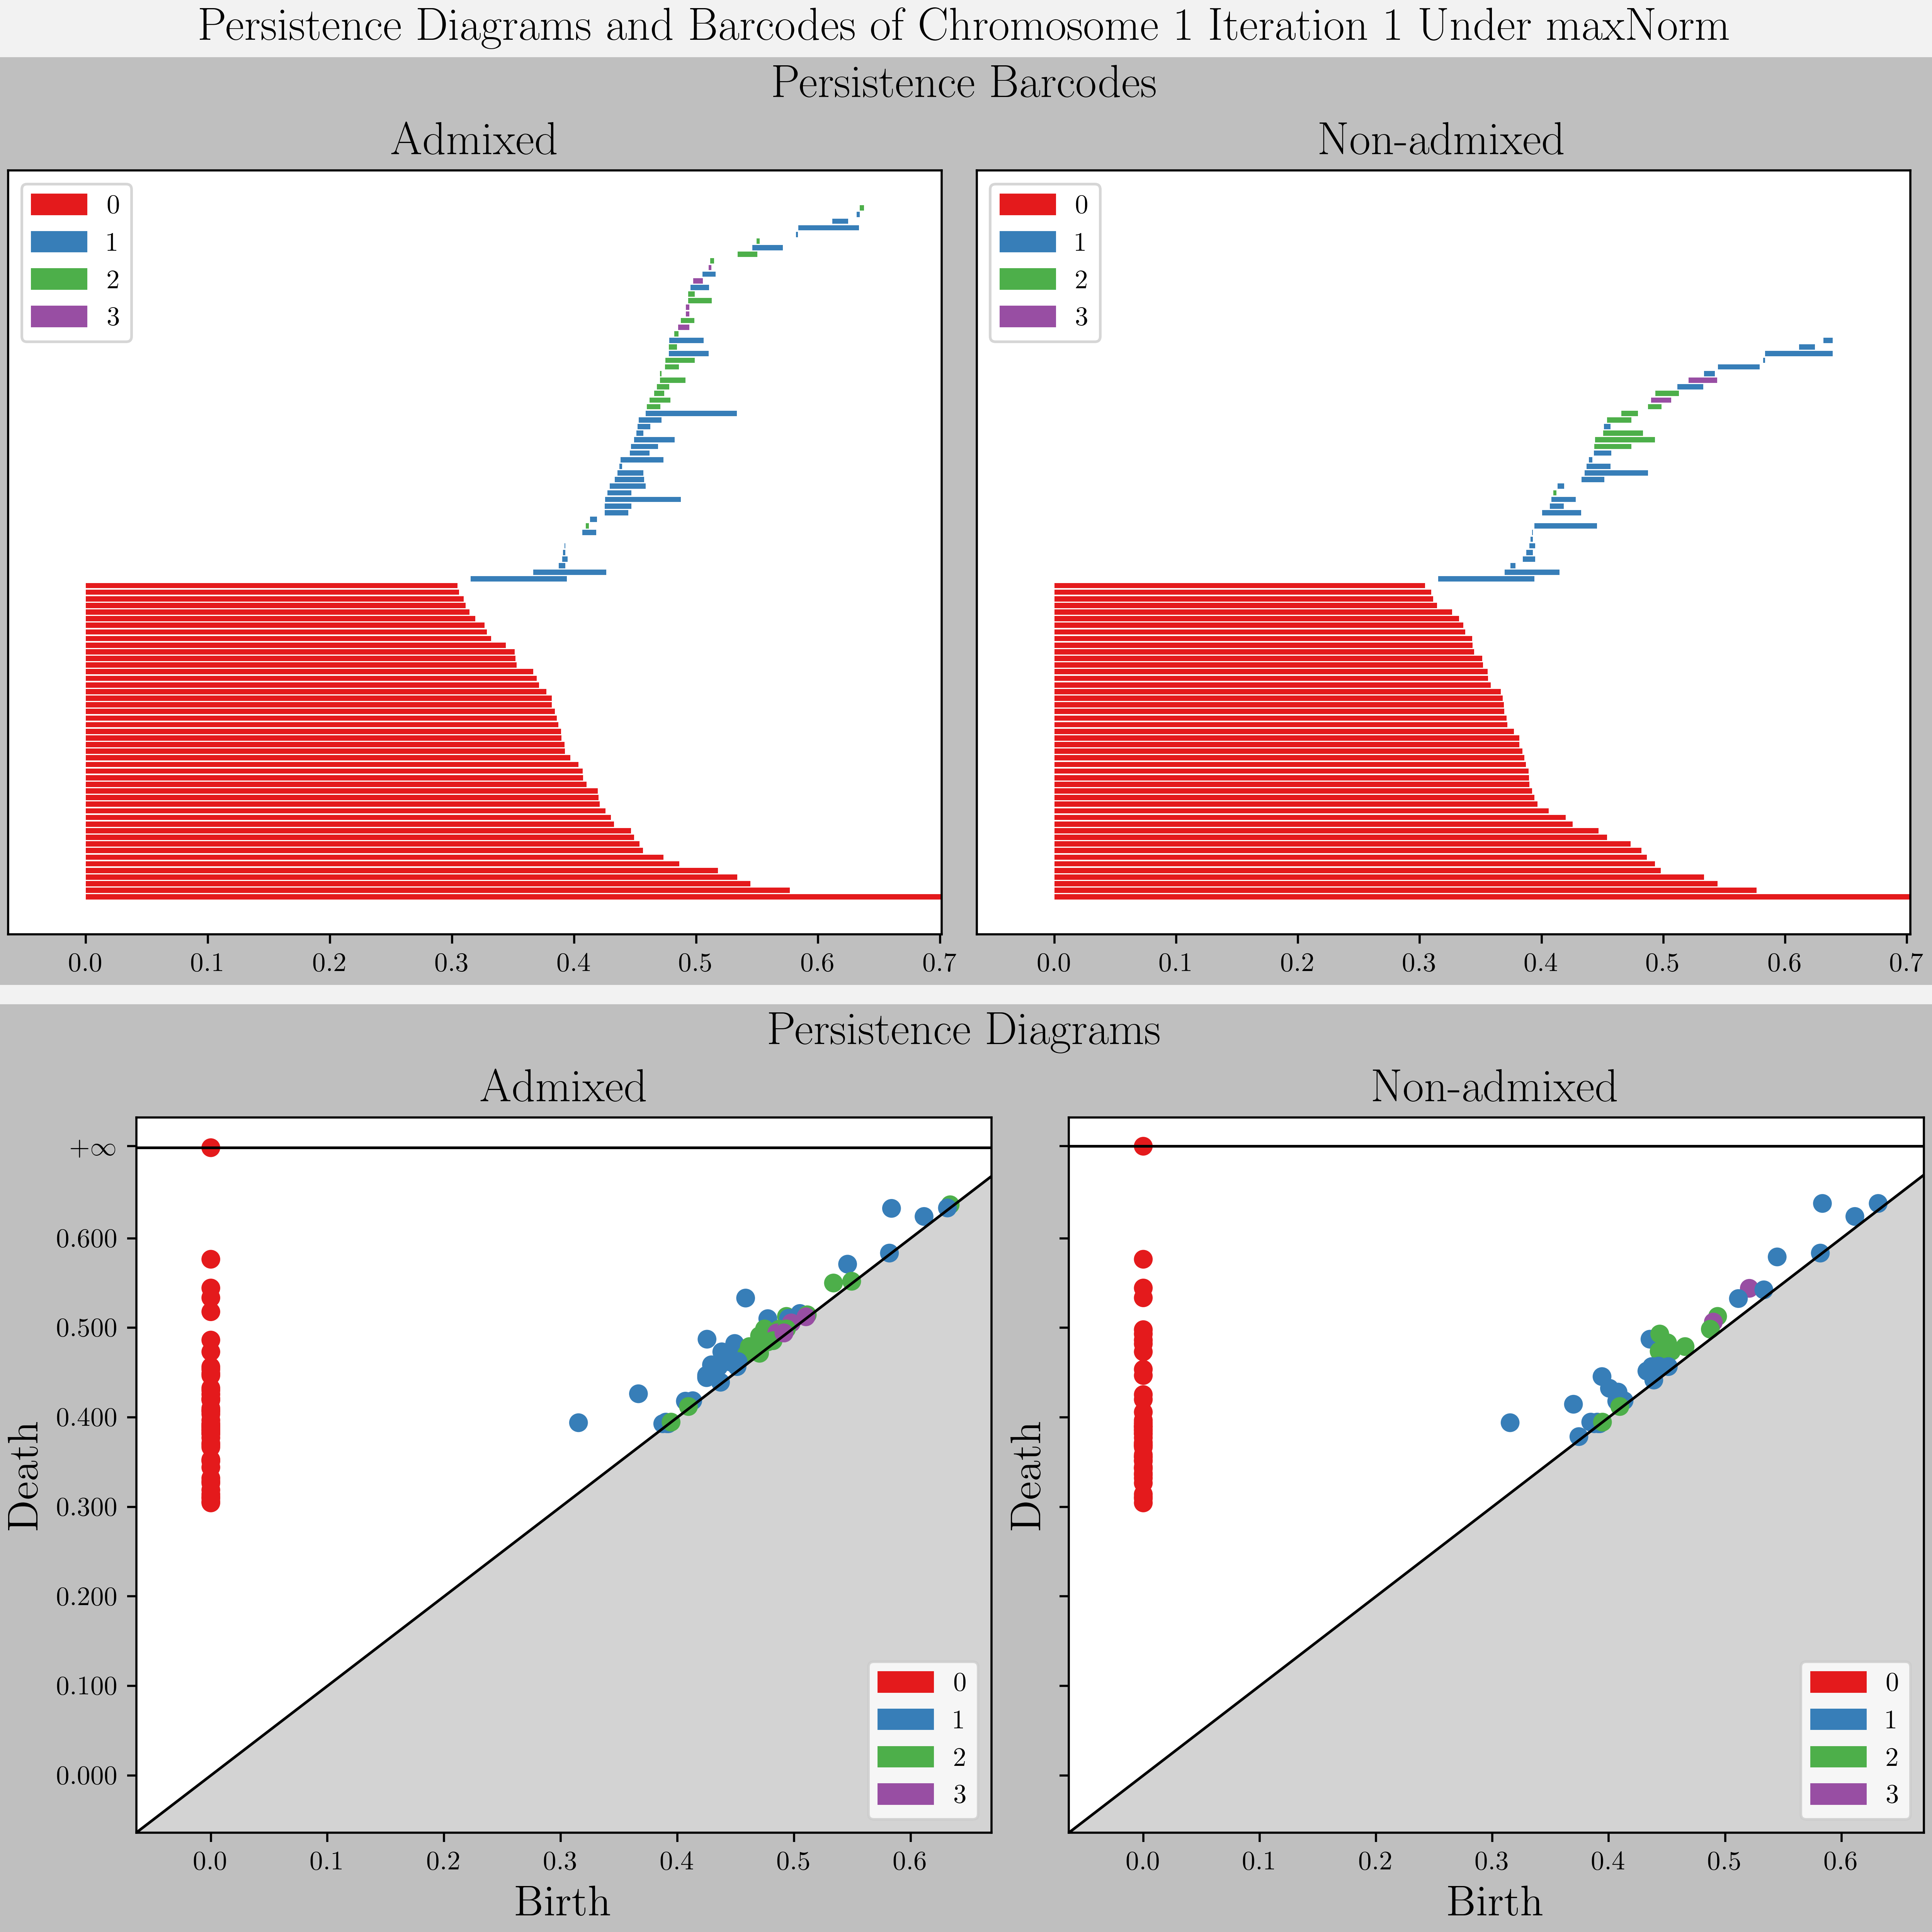 Persistence Diagrams and Barcodes of Chromosome 1 Iteration 1 Under maxNorm
Persistence Barcodes
Admixed
0
1
2
3
0.0 0.1 0.2 0.3 0.4 0.5 0.6 0.7
Non-admixed
0
1
2
3
0.0 0.1 0.2 0.3 0.4 0.5 0.6 0.7
Persistence Diagrams
Admixed
+∞
0.600
0.500
0.400
0.300
0.200
0.100
0.000
Death
0
1
2
3
0.0 0.1 0.2 0.3 0.4 0.5 0.6
Birth
Non-admixed
Death
0
1
2
3
0.0 0.1 0.2 0.3 0.4 0.5 0.6
Birth